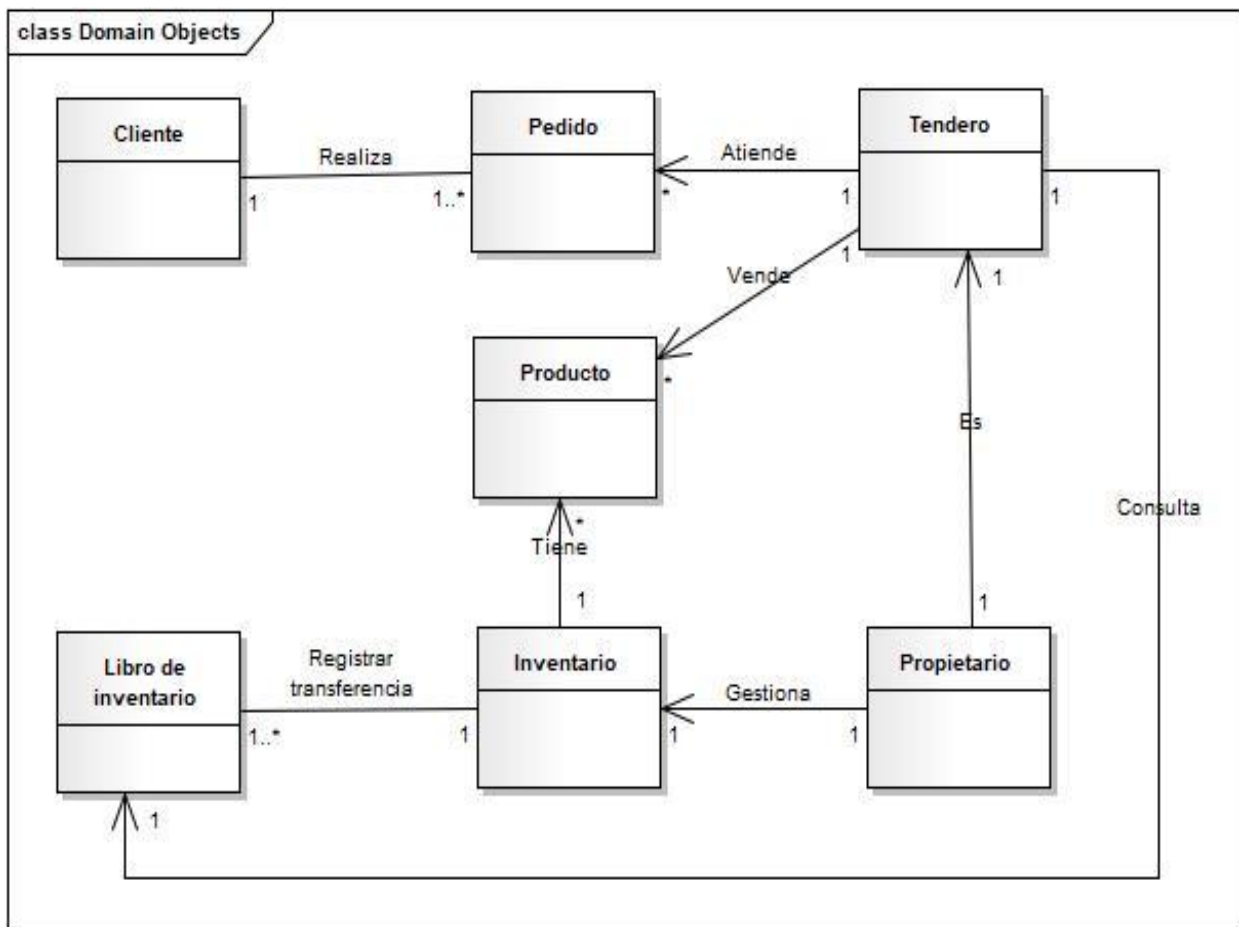 class Domain Objects
Cliente
Realiza
1
1..*
Pedido
Atiende
*
1
Tendero
1
1
Vende
*
1
Producto
Es
Consulta
*
Tiene
1
1
Libro de
inventario
Registrar
transferencia
1..*
1
Inventario
Gestiona
1
1
Propietario
1